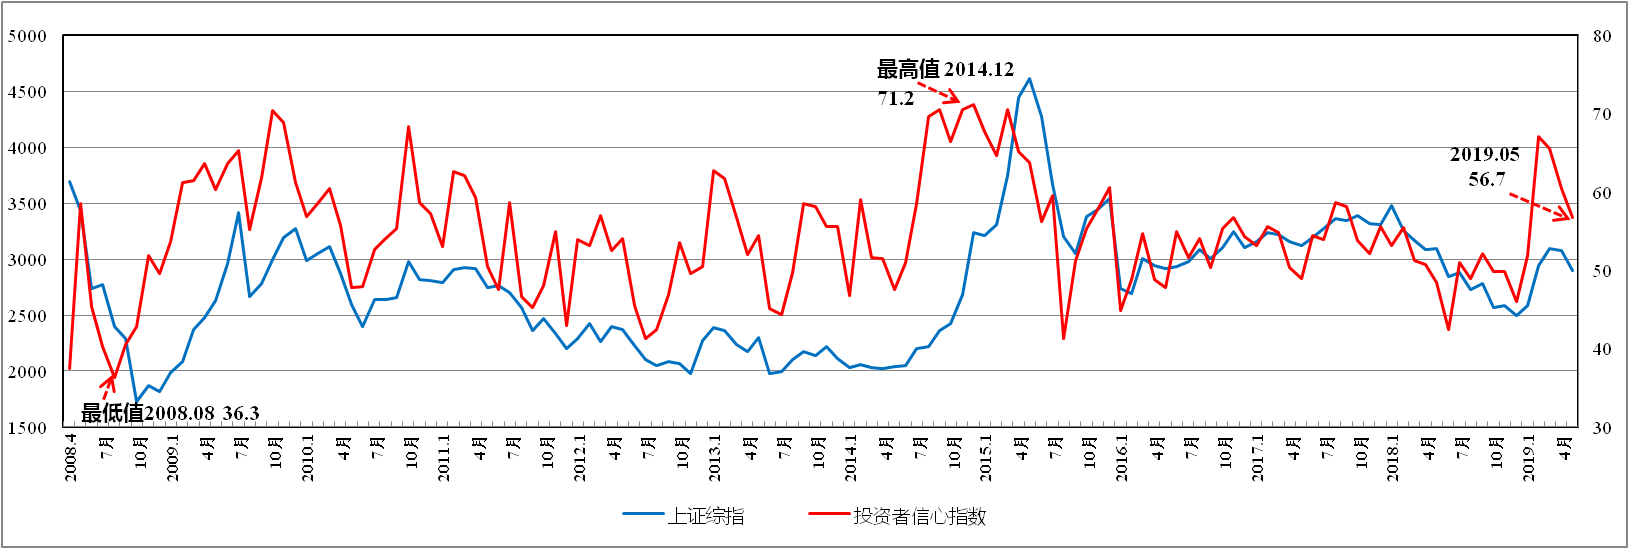 5000
4500
4000
3500
3000
2500
2000
1500
80
70
60
50
40
30
最高值 2014.12
71.2
2019.05
56.7
最低值2008.08 36.3
2008.4
7月
10月
2009.1
4月
7月
10月
2010.1
4月
7月
10月
2011.1
4月
7月
10月
2012.1
4月
7月
10月
2013.1
4月
7月
10月
2014.1
4月
7月
10月
2015.1
4月
7月
10月
2016.1
4月
7月
10月
2017.1
4月
7月
10月
2018.1
4月
7月
10月
2019.1
4月
上证综指
投资者信心指数